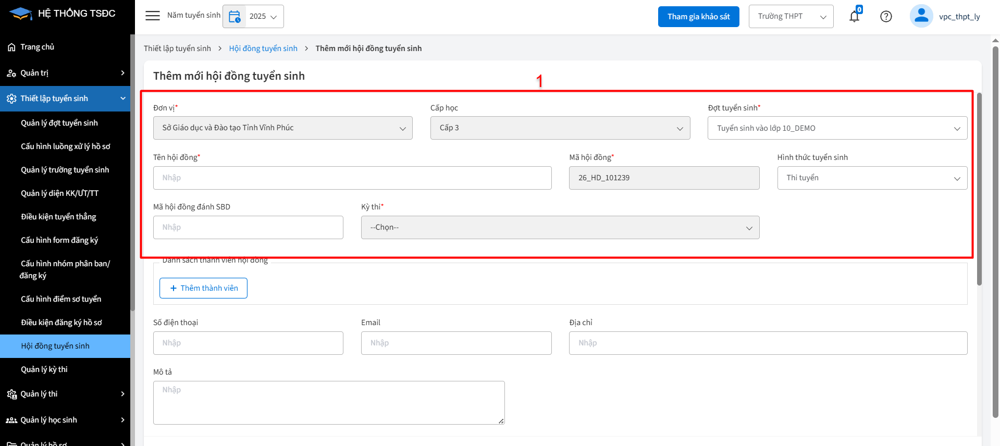 HỆ THỐNG TSĐC
Năm tuyển sinh
2025
Tham gia khảo sát
Trường THPT
0
vpc_thpt_ly
Trang chủ
Quản trị
Thiết lập tuyển sinh
Quản lý đợt tuyển sinh
Cấu hình luồng xử lý hồ sơ
Quản lý trường tuyển sinh
Quản lý diện KK/ƯT/TT
Điều kiện tuyển thẳng
Cấu hình form đăng ký
Cấu hình nhóm phân ban/
đăng ký
Cấu hình điểm sơ tuyển
Điều kiện đăng ký hồ sơ
Hội đồng tuyển sinh
Quản lý kỳ thi
Quản lý thi
Quản lý học sinh
Quản lý hồ sơ
Thiết lập tuyển sinh > Hội đồng tuyển sinh > Thêm mới hội đồng tuyển sinh
Thêm mới hội đồng tuyển sinh
1
Đơn vị*
Cấp học
Đợt tuyển sinh*
Sở Giáo dục và Đào tạo Tỉnh Vĩnh Phúc
Cấp 3
Tuyển sinh vào lớp 10_DEMO
Tên hội đồng*
Mã hội đồng*
Hình thức tuyển sinh
Nhập
26_HD_101239
Thi tuyển
Mã hội đồng đánh SBD
Kỳ thi*
Nhập
--Chọn--
Danh sách thành viên hội đồng
+ Thêm thành viên
Số điện thoại
Email
Địa chỉ
Nhập
Nhập
Nhập
Mô tả
Nhập